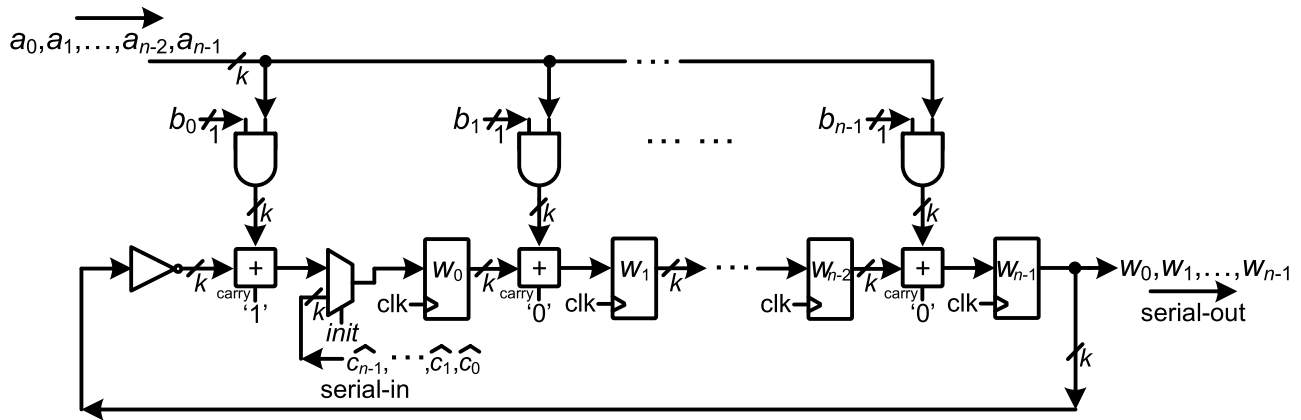 a0,a1,...,an-2,an-1
k
b0 1 b1 1 ... ... bn-1 1
k k k
k + w0 k + w1 k ... wn-2 k + wn-1 w0,w1,...,wn-1
carry '1' k clk carry '0' clk clk carry '0' clk serial-out
init
ĉn-1,...,ĉ1,ĉ0 k
serial-in